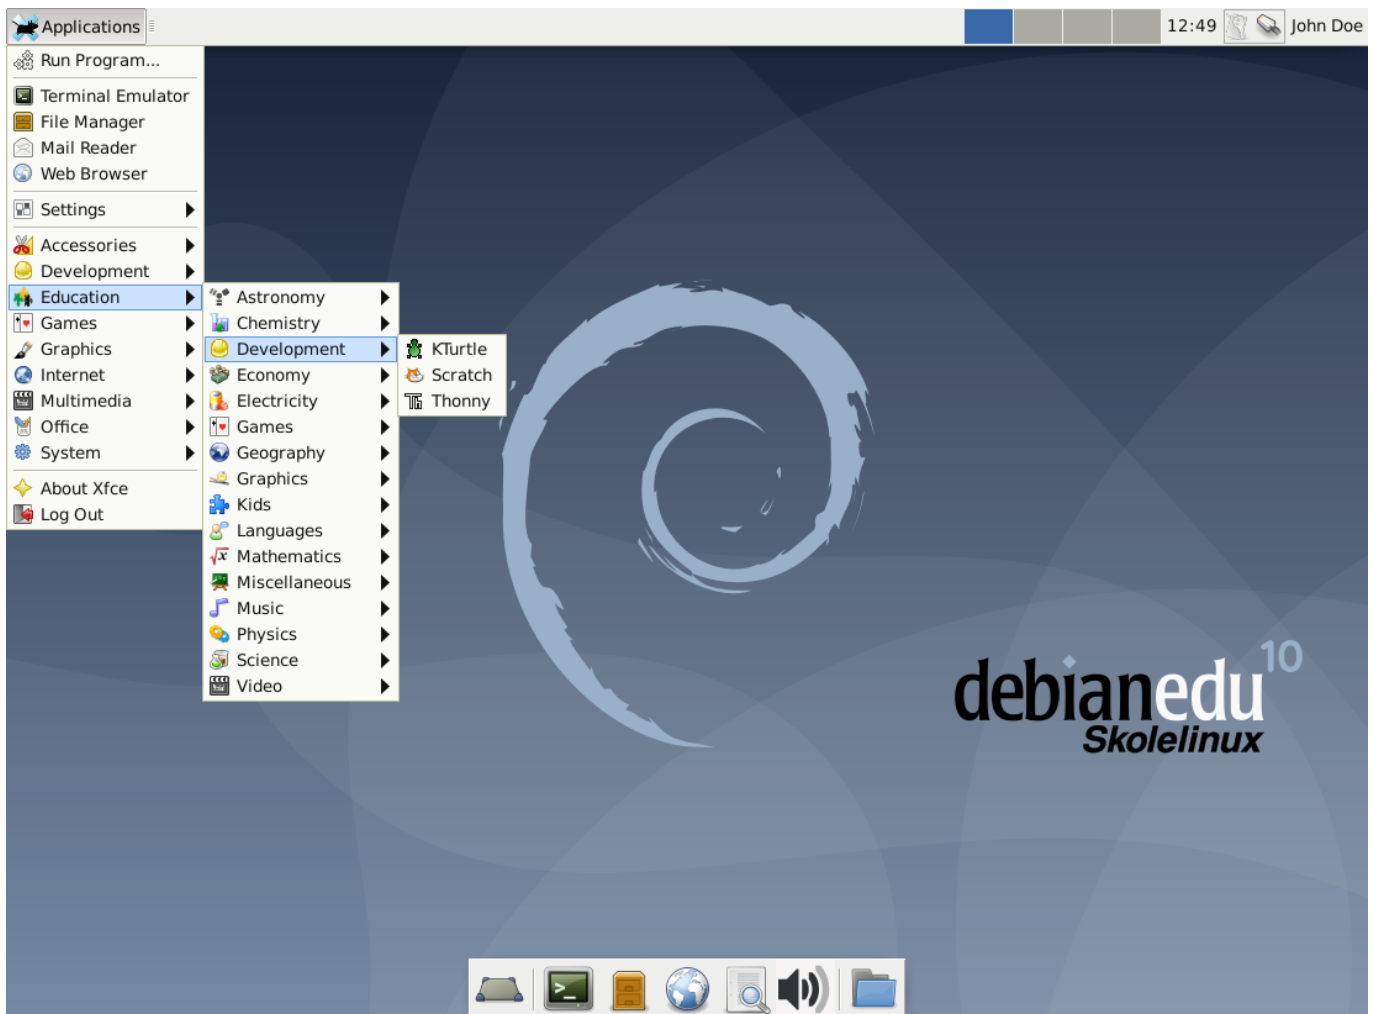 Applications
12:49
John Doe
Run Program...
Terminal Emulator
File Manager
Mail Reader
Web Browser
Settings
Accessories
Development
Education
Games
Graphics
Internet
Multimedia
Office
System
About Xfce
Log Out
Astronomy
Chemistry
Development
Economy
Electricity
Games
Geography
Graphics
Kids
Languages
Mathematics
Miscellaneous
Music
Physics
Science
Video
KTurtle
Scratch
Thonny
debianedu 10
Skolelinux